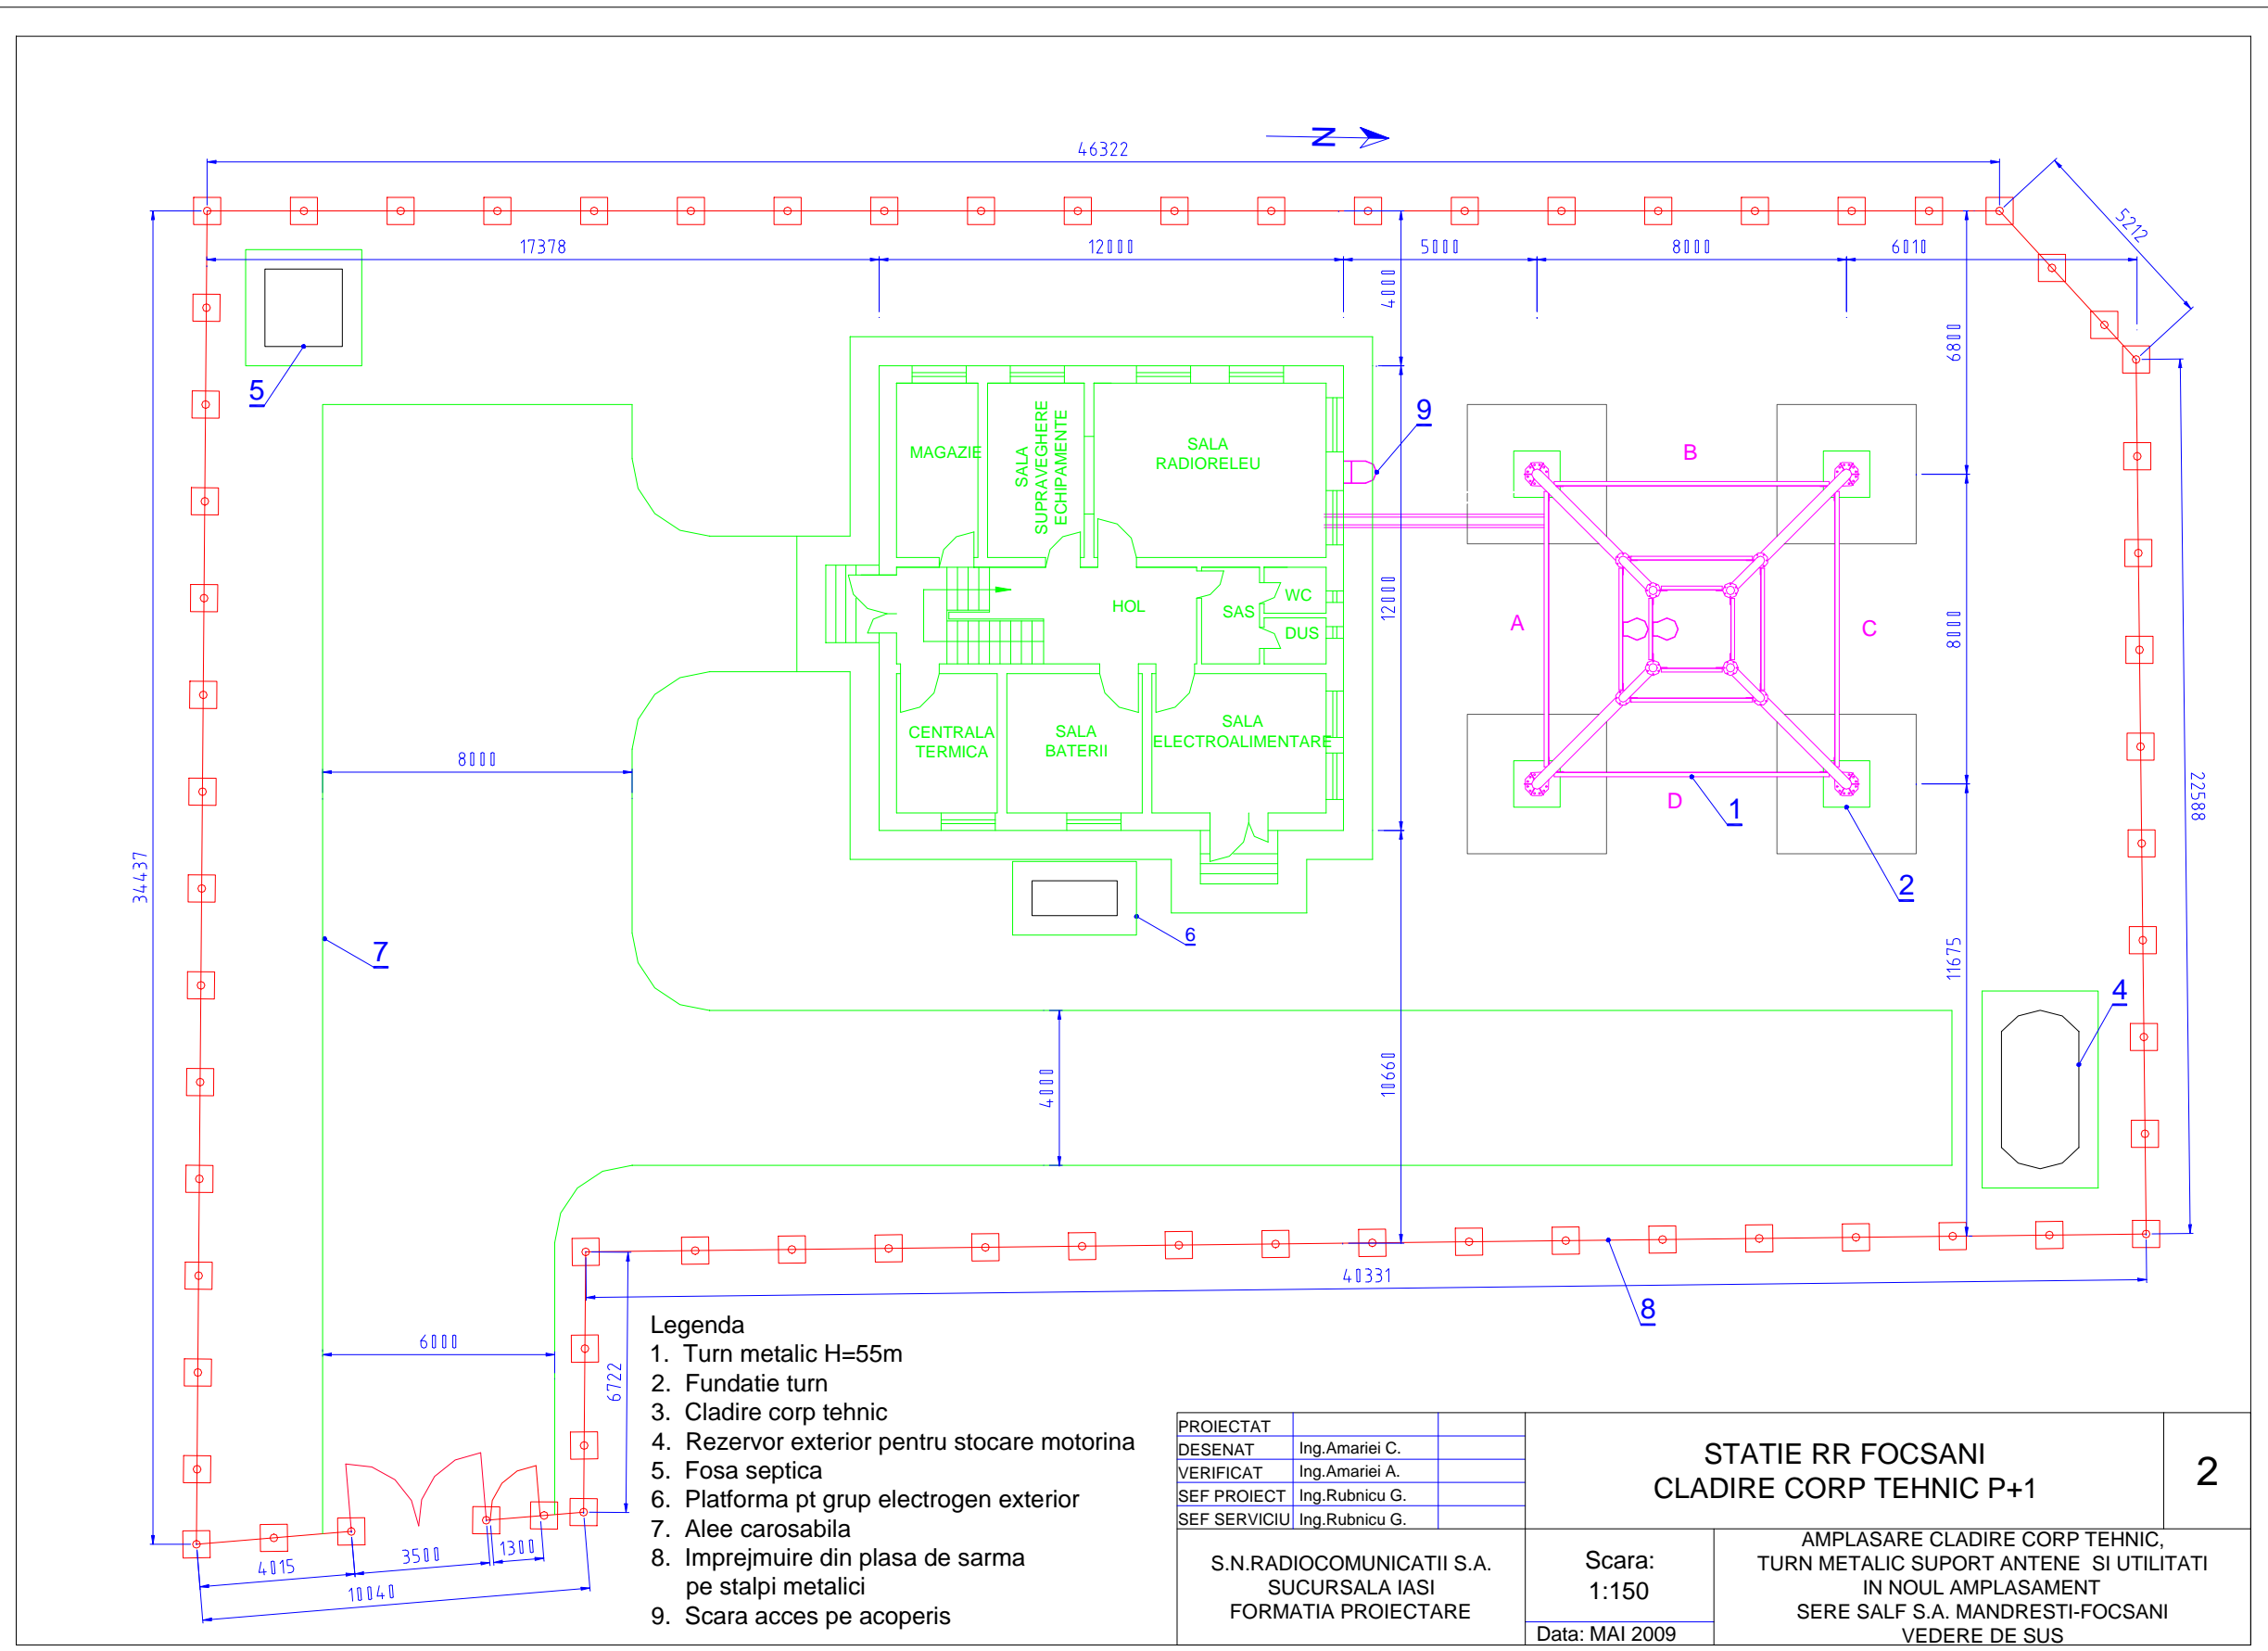 N
46322
17378
12000
5000
8000
6010
5212
4000
6800
5
9
MAGAZIE
SALA
SUPRAVEGHERE
ECHIPAMENTE
SALA
RADIORELEU
B
HOL
SAS
WC
DUS
12000
A
C
8000
CENTRALA
TERMICA
SALA
BATERII
SALA
ELECTROALIMENTARE
8000
D
1
2
22588
34437
7
6
11675
4
4000
10660
40331
8
6000
6722
4015
3500
1300
10040
Legenda
1. Turn metalic H=55m
2. Fundatie turn
3. Cladire corp tehnic
4. Rezervor exterior pentru stocare motorina
5. Fosa septica
6. Platforma pt grup electrogen exterior
7. Alee carosabila
8. Imprejmuire din plasa de sarma
pe stalpi metalici
9. Scara acces pe acoperis
PROIECTAT
DESENAT Ing.Amariei C.
VERIFICAT Ing.Amariei A.
SEF PROIECT Ing.Rubnicu G.
SEF SERVICIU Ing.Rubnicu G.
STATIE RR FOCSANI
CLADIRE CORP TEHNIC P+1
2
S.N.RADIOCOMUNICATII S.A.
SUCURSALA IASI
FORMATIA PROIECTARE
Scara:
1:150
Data: MAI 2009
AMPLASARE CLADIRE CORP TEHNIC,
TURN METALIC SUPORT ANTENE SI UTILITATI
IN NOUL AMPLASAMENT
SERE SALF S.A. MANDRESTI-FOCSANI
VEDERE DE SUS